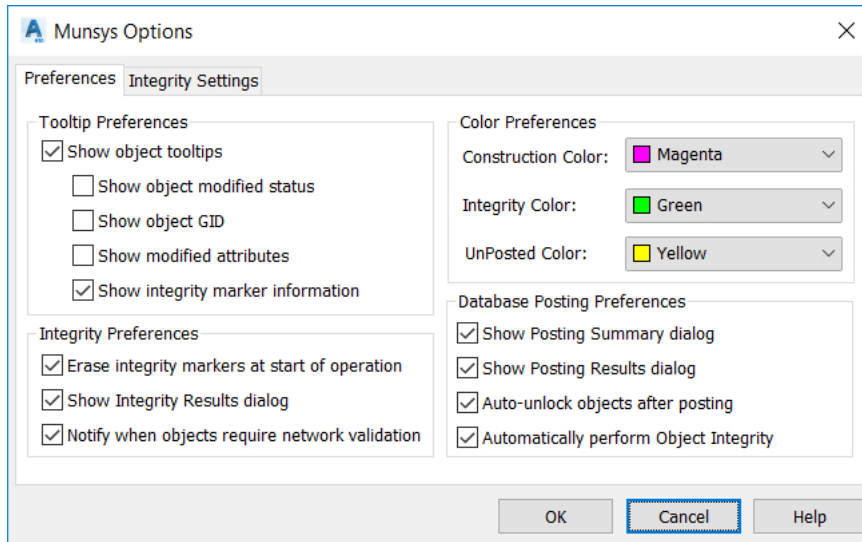 Munsys Options
Preferences
Integrity Settings
Tooltip Preferences
Show object tooltips
Show object modified status
Show object GID
Show modified attributes
Show integrity marker information
Integrity Preferences
Erase integrity markers at start of operation
Show Integrity Results dialog
Notify when objects require network validation
Color Preferences
Construction Color: Magenta
Integrity Color: Green
UnPosted Color: Yellow
Database Posting Preferences
Show Posting Summary dialog
Show Posting Results dialog
Auto-unlock objects after posting
Automatically perform Object Integrity
OK
Cancel
Help